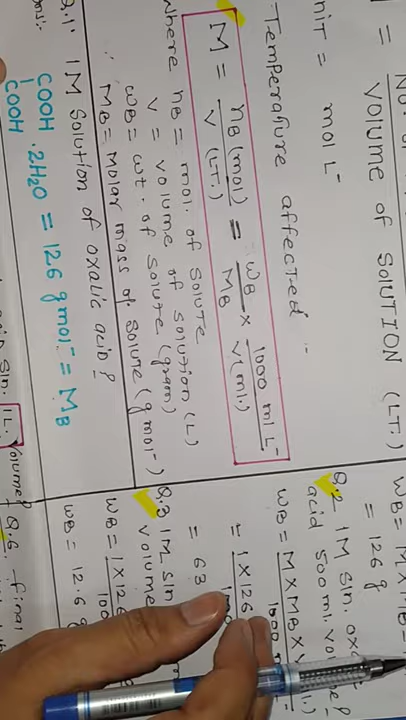 = VOLUME OF SOLUTION (LT.)
UNIT = mol L⁻
Temperature affected :-
M = nB (mol) / V (LT.) = wB / MB × 1000 ml L⁻ / V (ml.)
where nB = mol. of Solute
V = volume of Solution (L)
wB = wt. of Solute (gram)
MB = Molar mass of Solute (g mol⁻)
Q.1' 1M Solution of oxalic acid?
COOH
| .2H2O = 126 g mol⁻ = MB
COOH
= 126 g
Q.2 1M Sln.
acid 500 ml.
wB = M × MB × V
= 1 × 126
= 63
Q.3 1M Sln
volume
wB = 1 × 12.6
wB = 12.6 g
1L. Volume?
Q.6. final